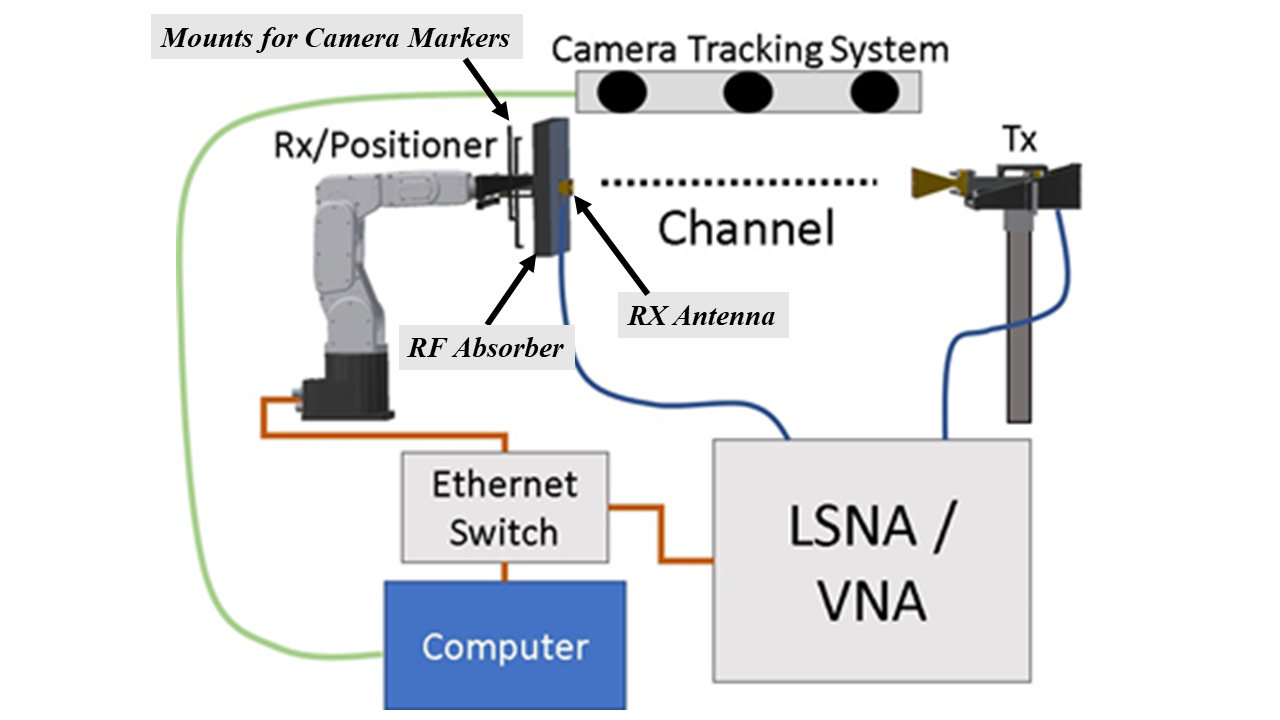 Mounts for Camera Markers
Camera Tracking System
Rx/Positioner
Tx
Channel
RX Antenna
RF Absorber
Ethernet
Switch
LSNA /
VNA
Computer